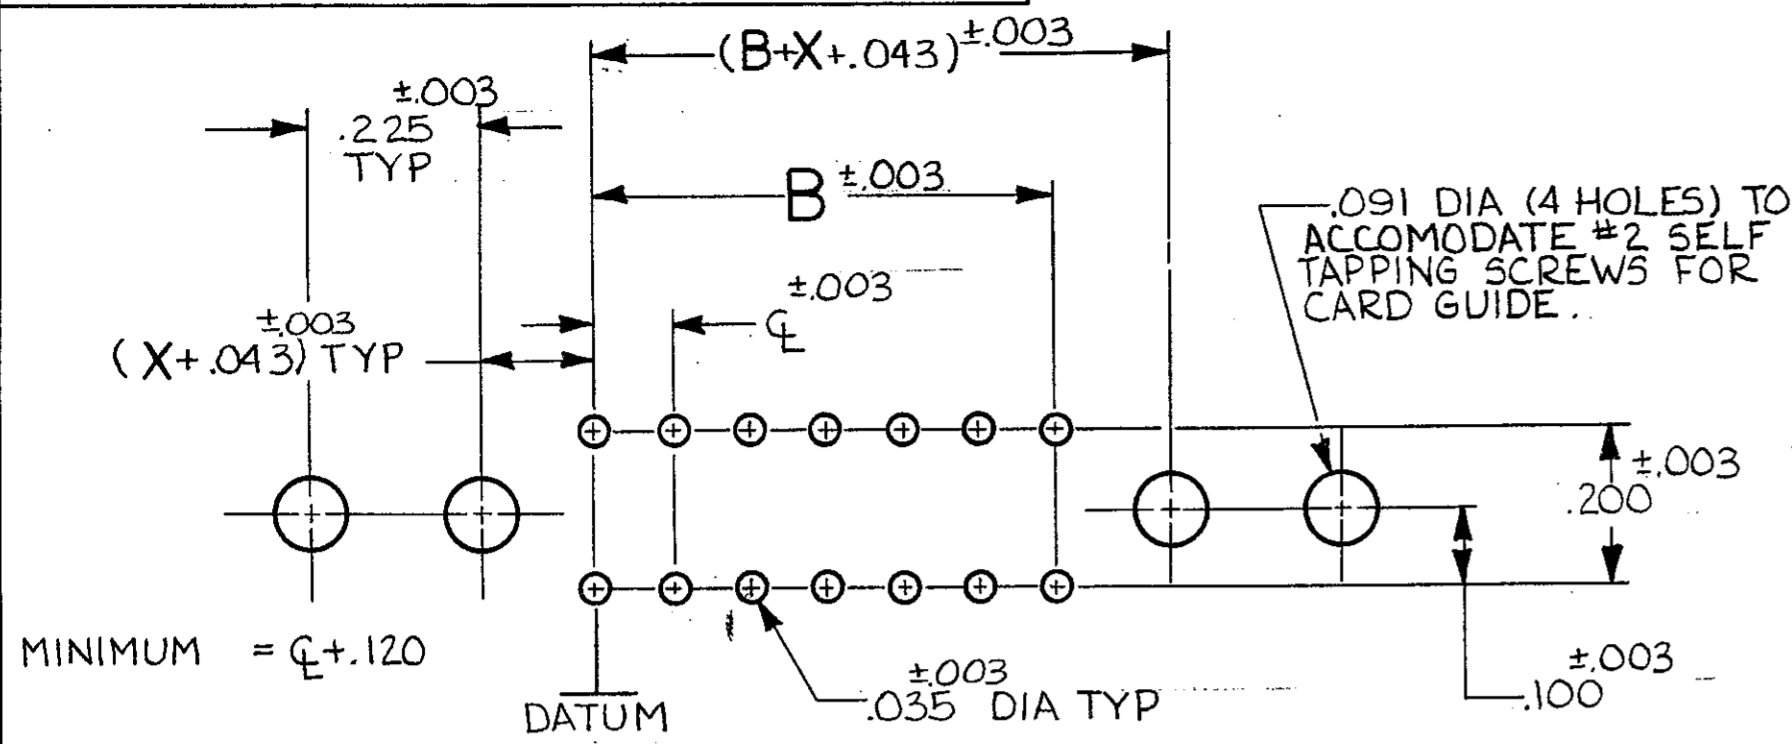 (B+X+.043)±.003
±.003
.225
TYP
B ±.003
.091 DIA (4 HOLES) TO
ACCOMODATE #2 SELF
TAPPING SCREWS FOR
CARD GUIDE.
±.003
℄
±.003
(X+.043) TYP
±.003
.200
MINIMUM = ℄+.120
±.003
.035 DIA TYP
±.003
.100
DATUM